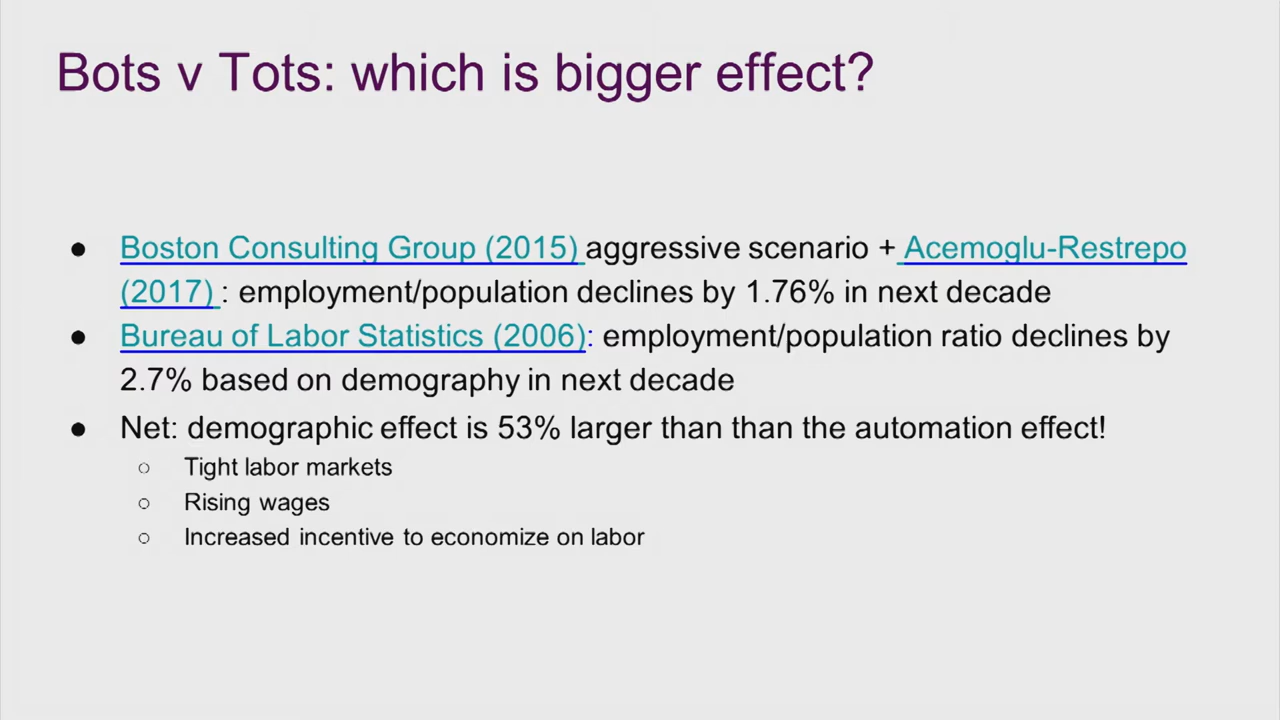 Bots v Tots: which is bigger effect?
● Boston Consulting Group (2015) aggressive scenario + Acemoglu-Restrepo
(2017) : employment/population declines by 1.76% in next decade
● Bureau of Labor Statistics (2006): employment/population ratio declines by
2.7% based on demography in next decade
● Net: demographic effect is 53% larger than than the automation effect!
○ Tight labor markets
○ Rising wages
○ Increased incentive to economize on labor